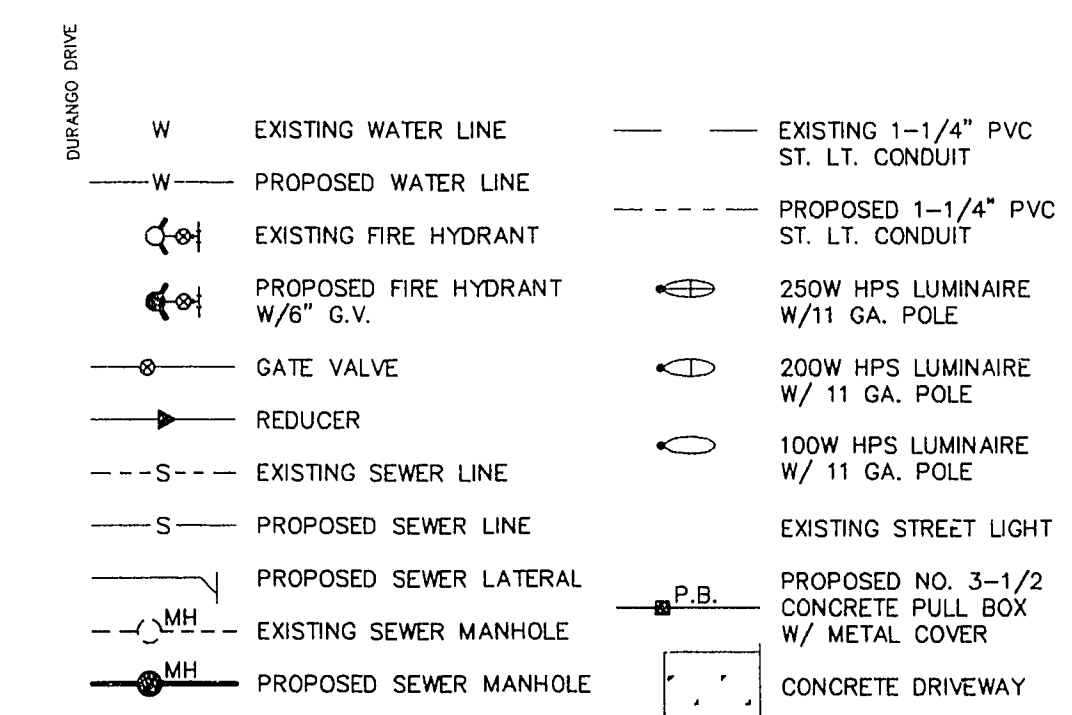 DURANGO DRIVE
W EXISTING WATER LINE
W PROPOSED WATER LINE
EXISTING FIRE HYDRANT
PROPOSED FIRE HYDRANT
W/6" G.V.
GATE VALVE
REDUCER
S EXISTING SEWER LINE
S PROPOSED SEWER LINE
PROPOSED SEWER LATERAL
MH EXISTING SEWER MANHOLE
MH PROPOSED SEWER MANHOLE
EXISTING 1-1/4" PVC
ST. LT. CONDUIT
PROPOSED 1-1/4" PVC
ST. LT. CONDUIT
250W HPS LUMINAIRE
W/11 GA. POLE
200W HPS LUMINAIRE
W/ 11 GA. POLE
100W HPS LUMINAIRE
W/ 11 GA. POLE
EXISTING STREET LIGHT
P.B. PROPOSED NO. 3-1/2
CONCRETE PULL BOX
W/ METAL COVER
CONCRETE DRIVEWAY